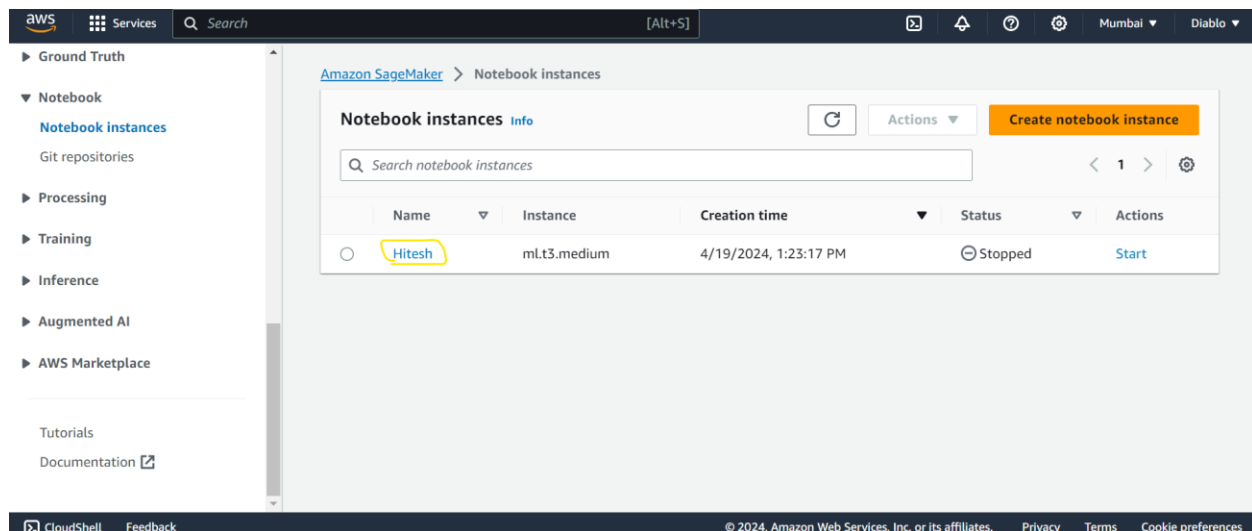 aws Services Search [Alt+S] Mumbai Diablo
Ground Truth
Notebook
Notebook instances
Git repositories
Processing
Training
Inference
Augmented AI
AWS Marketplace
Tutorials
Documentation
Amazon SageMaker > Notebook instances
Notebook instances Info Actions Create notebook instance
Search notebook instances 1
Name Instance Creation time Status Actions
Hitesh ml.t3.medium 4/19/2024, 1:23:17 PM Stopped Start
CloudShell Feedback © 2024, Amazon Web Services, Inc. or its affiliates. Privacy Terms Cookie preferences